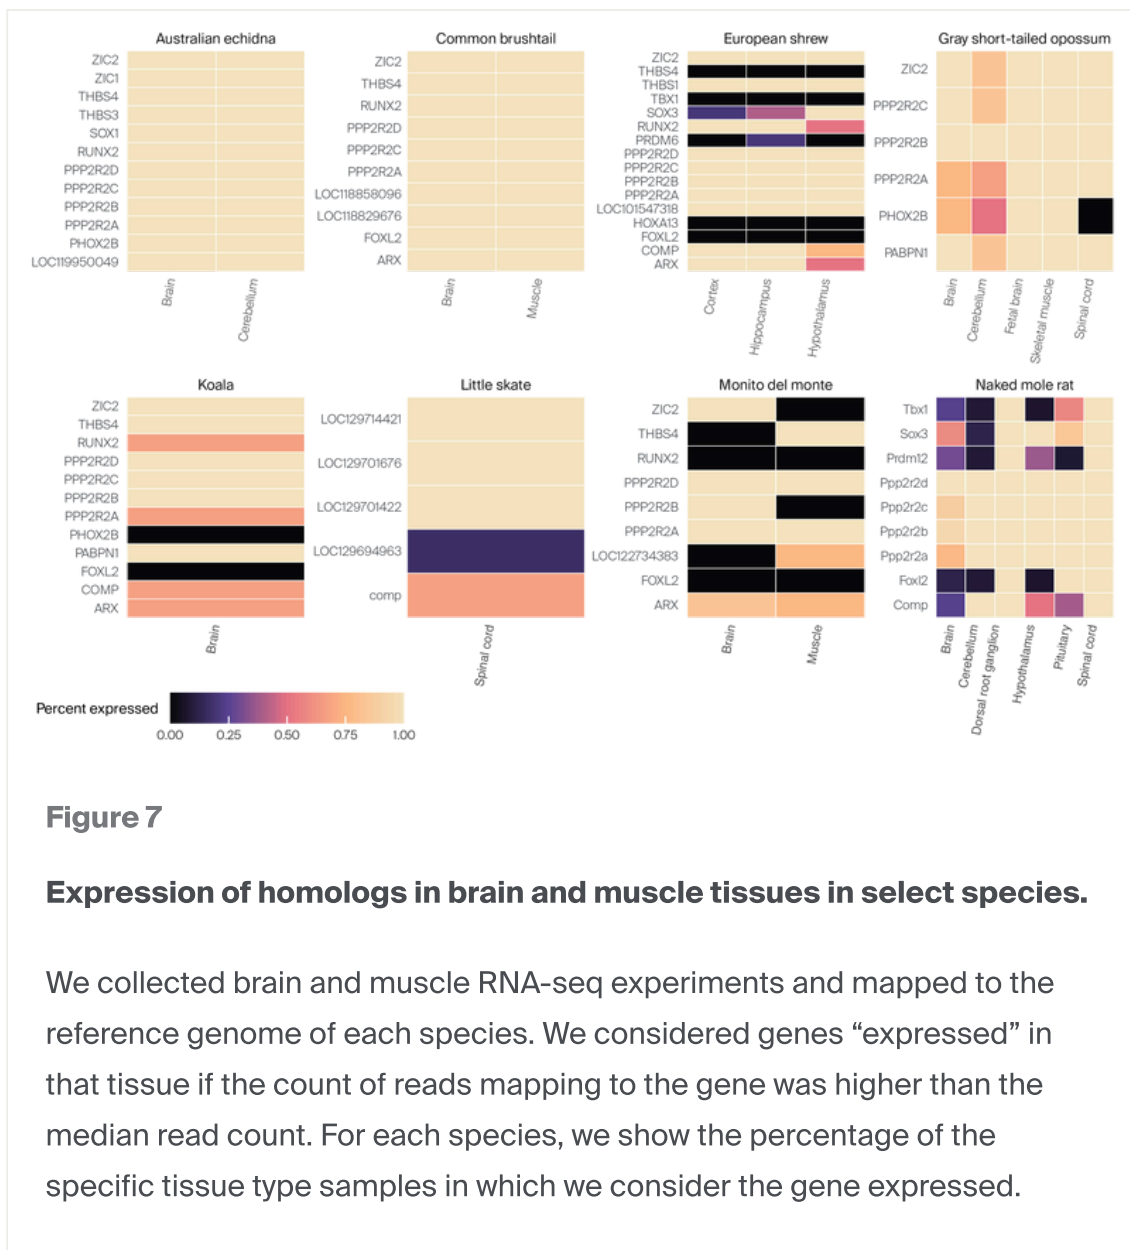 Australian echidna
ZIC2
ZIC1
THBS4
THBS3
SOX1
RUNX2
PPP2R2D
PPP2R2C
PPP2R2B
PPP2R2A
PHOX2B
LOC119950049
Brain
Cerebellum
Common brushtail
ZIC2
THBS4
RUNX2
PPP2R2D
PPP2R2C
PPP2R2A
LOC118858096
LOC118829676
FOXL2
ARX
Brain
Muscle
European shrew
ZIC2
THBS4
THBS1
TBX1
SOX3
RUNX2
PRDM6
PPP2R2D
PPP2R2C
PPP2R2B
PPP2R2A
LOC101547318
HOXA13
FOXL2
COMP
ARX
Cortex
Hippocampus
Hypothalamus
Gray short-tailed opossum
ZIC2
PPP2R2C
PPP2R2B
PPP2R2A
PHOX2B
PABPN1
Brain
Cerebellum
Fetal brain
Skeletal muscle
Spinal cord
Koala
ZIC2
THBS4
RUNX2
PPP2R2D
PPP2R2C
PPP2R2B
PPP2R2A
PHOX2B
PABPN1
FOXL2
COMP
ARX
Brain
Little skate
LOC129714421
LOC129701676
LOC129701422
LOC129694963
comp
Spinal cord
Monito del monte
ZIC2
THBS4
RUNX2
PPP2R2D
PPP2R2B
PPP2R2A
LOC122734383
FOXL2
ARX
Brain
Muscle
Naked mole rat
Tbx1
Sox3
Prdm12
Ppp2r2d
Ppp2r2c
Ppp2r2b
Ppp2r2a
Foxl2
Comp
Brain
Cerebellum
Dorsal root ganglion
Hypothalamus
Pituitary
Spinal cord
Percent expressed
0.00 0.25 0.50 0.75 1.00
Figure 7
Expression of homologs in brain and muscle tissues in select species.
We collected brain and muscle RNA-seq experiments and mapped to the
reference genome of each species. We considered genes “expressed” in
that tissue if the count of reads mapping to the gene was higher than the
median read count. For each species, we show the percentage of the
specific tissue type samples in which we consider the gene expressed.